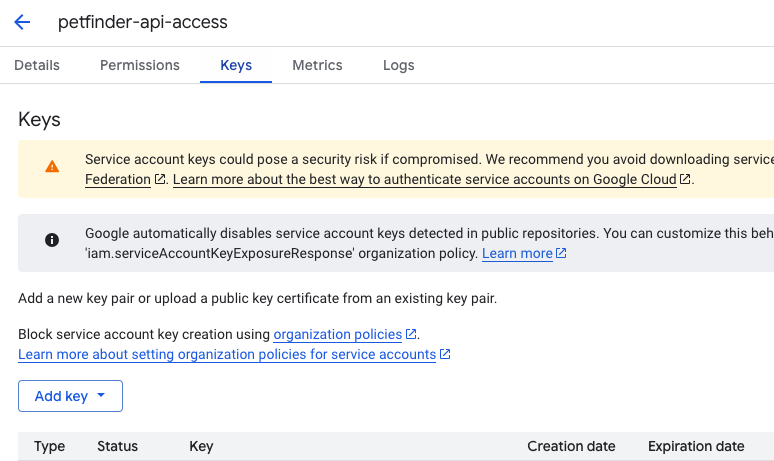 petfinder-api-access
Details Permissions Keys Metrics Logs
Keys
Service account keys could pose a security risk if compromised. We recommend you avoid downloading service
Federation. Learn more about the best way to authenticate service accounts on Google Cloud.
Google automatically disables service account keys detected in public repositories. You can customize this beh
'iam.serviceAccountKeyExposureResponse' organization policy. Learn more
Add a new key pair or upload a public key certificate from an existing key pair.
Block service account key creation using organization policies.
Learn more about setting organization policies for service accounts
Add key
Type Status Key Creation date Expiration date